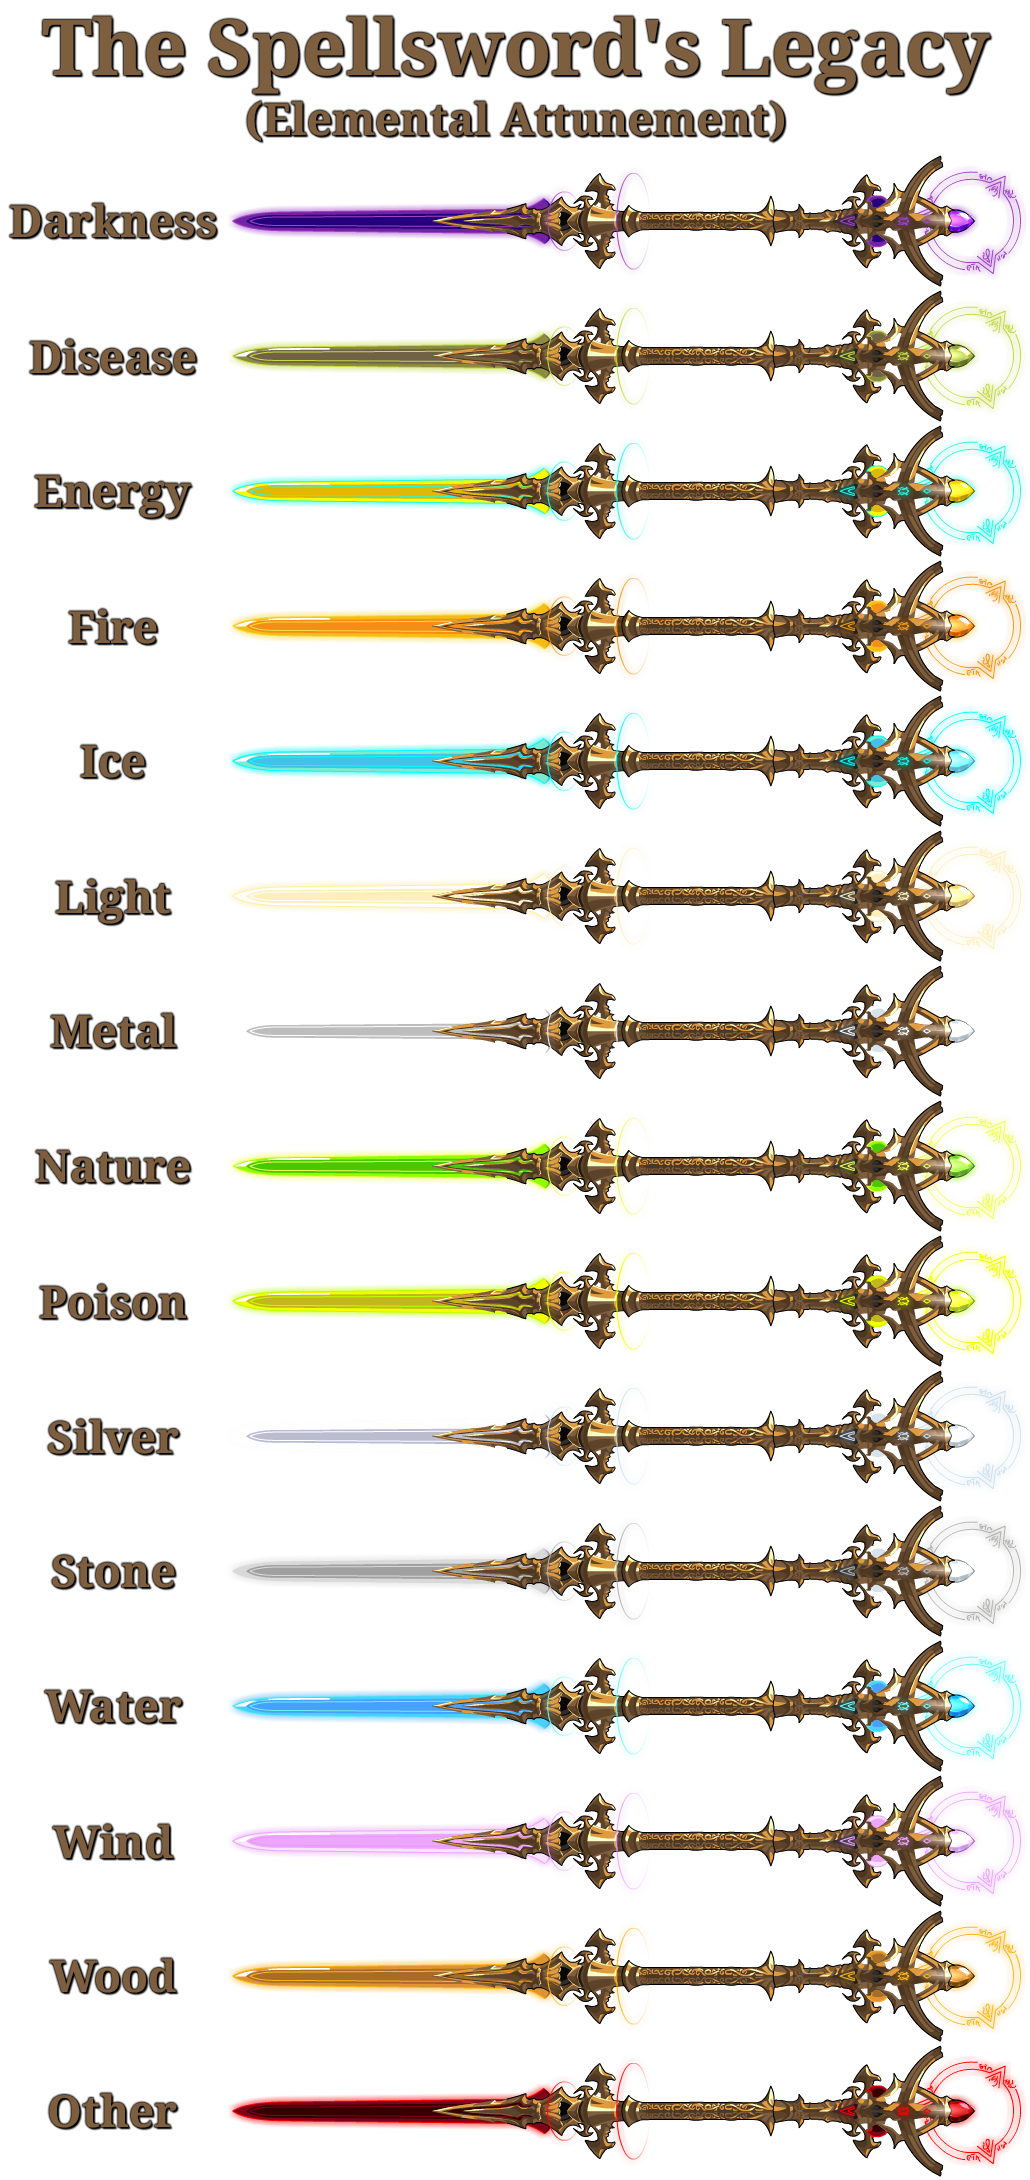 The Spellsword's Legacy
(Elemental Attunement)
Darkness
Disease
Energy
Fire
Ice
Light
Metal
Nature
Poison
Silver
Stone
Water
Wind
Wood
Other